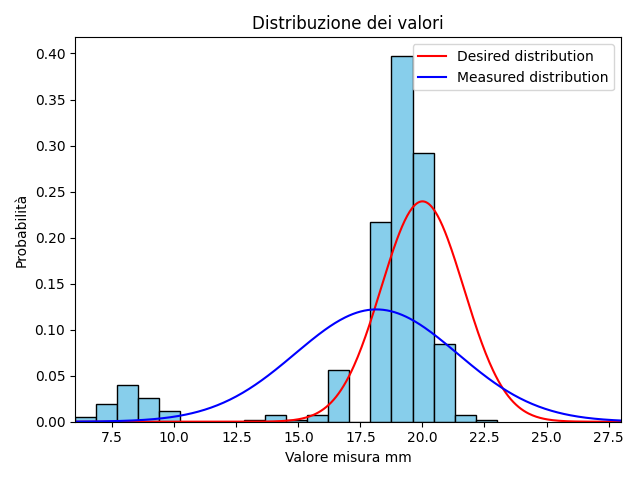 Distribuzione dei valori
Desired distribution
Measured distribution
Probabilità
0.40
0.35
0.30
0.25
0.20
0.15
0.10
0.05
0.00
7.5 10.0 12.5 15.0 17.5 20.0 22.5 25.0 27.5
Valore misura mm